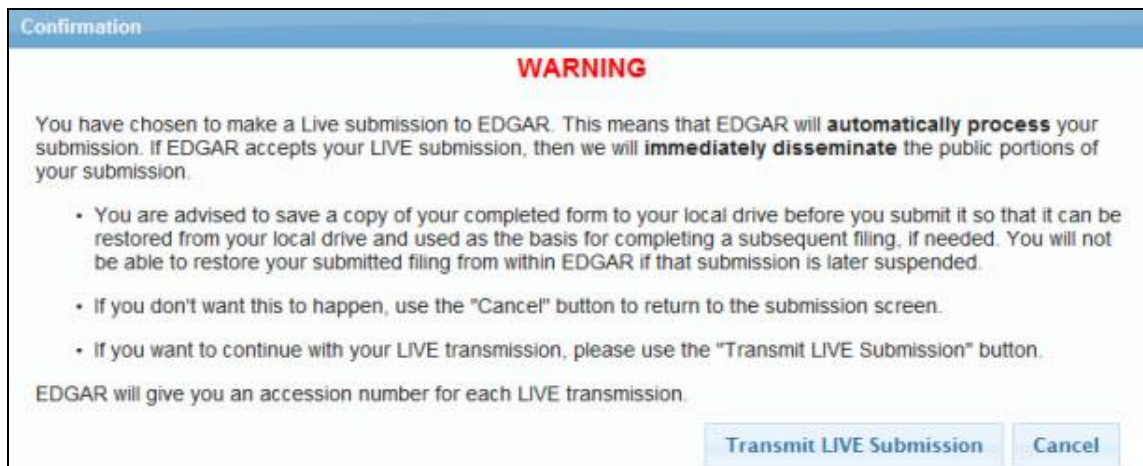 Confirmation
WARNING
You have chosen to make a Live submission to EDGAR. This means that EDGAR will automatically process your
submission. If EDGAR accepts your LIVE submission, then we will immediately disseminate the public portions of
your submission.
• You are advised to save a copy of your completed form to your local drive before you submit it so that it can be
restored from your local drive and used as the basis for completing a subsequent filing, if needed. You will not
be able to restore your submitted filing from within EDGAR if that submission is later suspended.
• If you don't want this to happen, use the "Cancel" button to return to the submission screen.
• If you want to continue with your LIVE transmission, please use the "Transmit LIVE Submission" button.
EDGAR will give you an accession number for each LIVE transmission.
Transmit LIVE Submission Cancel